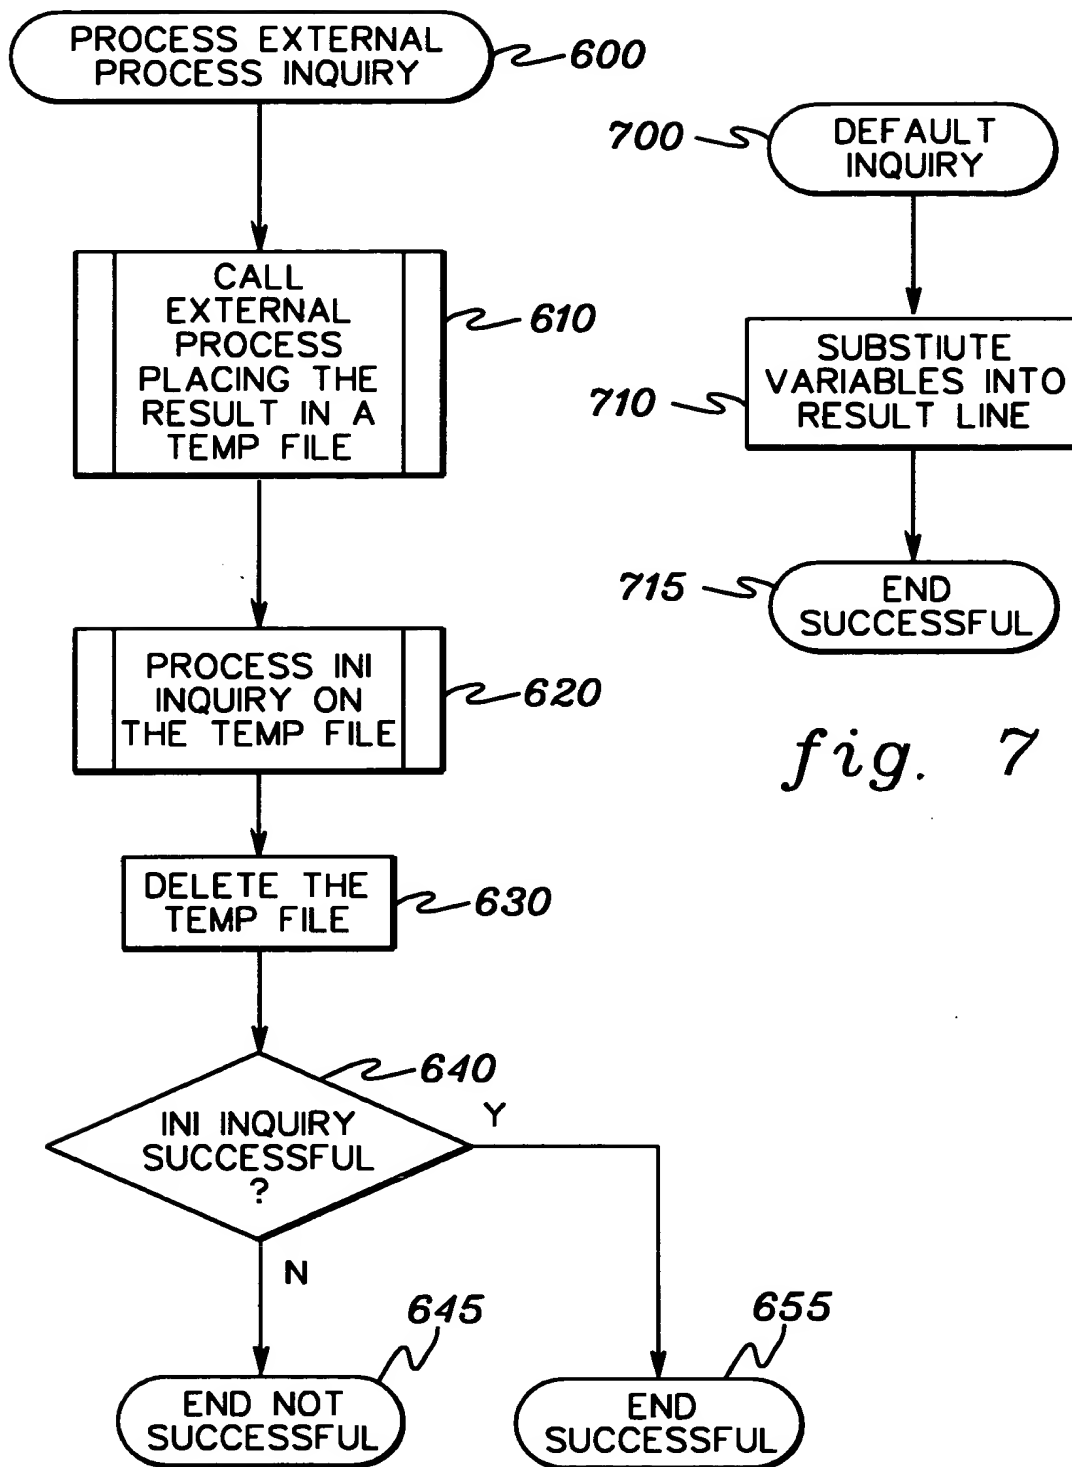 PROCESS EXTERNAL
PROCESS INQUIRY
600
CALL
EXTERNAL
PROCESS
PLACING THE
RESULT IN A
TEMP FILE
610
PROCESS INI
INQUIRY ON
THE TEMP FILE
620
DELETE THE
TEMP FILE
630
INI INQUIRY
SUCCESSFUL
?
640
Y
N
END NOT
SUCCESSFUL
645
END
SUCCESSFUL
655
700
DEFAULT
INQUIRY
SUBSTIUTE
VARIABLES INTO
RESULT LINE
710
715
END
SUCCESSFUL
fig. 7